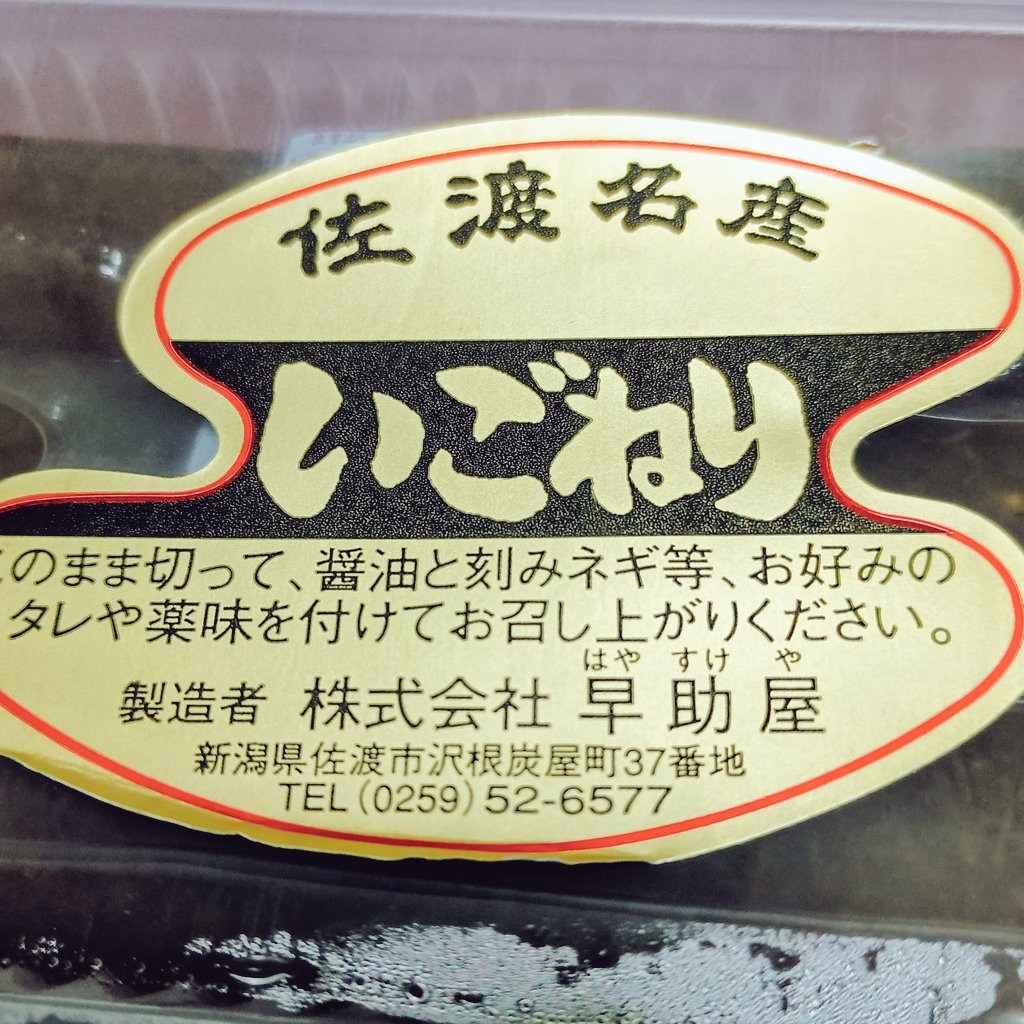 佐渡名産
いごねり
このまま切って、醤油と刻みネギ等、お好みの
タレや薬味を付けてお召し上がりください。
はや すけ や
製造者 株式会社 早助屋
新潟県佐渡市沢根炭屋町37番地
TEL(0259)52-6577